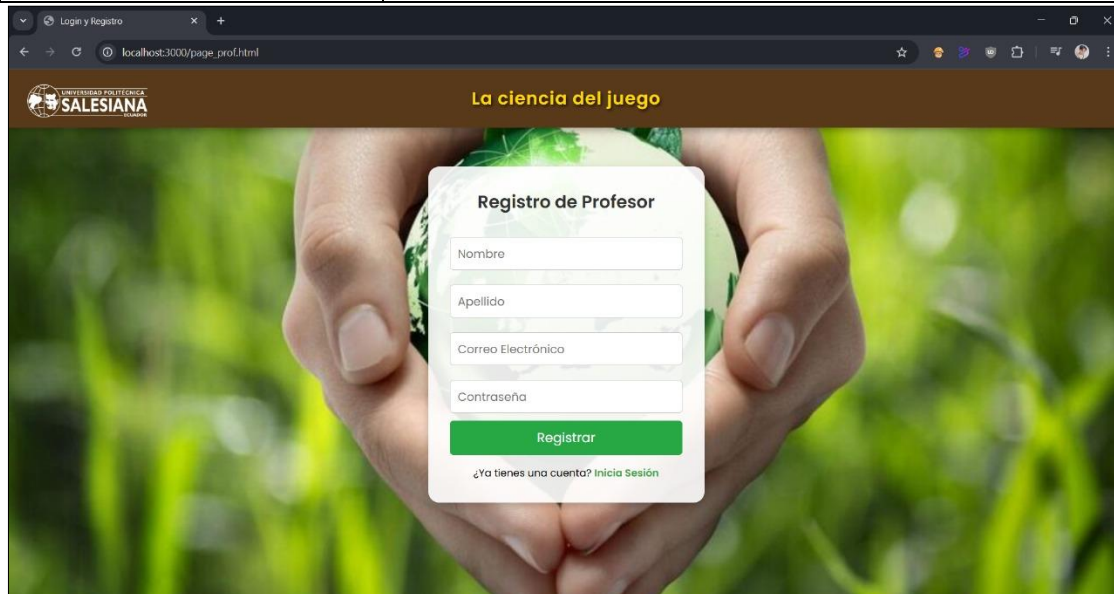 Login y Registro
localhost:3000/page_prof.html
UNIVERSIDAD POLITÉCNICA
SALESIANA
ECUADOR
La ciencia del juego
Registro de Profesor
Nombre
Apellido
Correo Electrónico
Contraseña
Registrar
¿Ya tienes una cuenta? Inicia Sesión